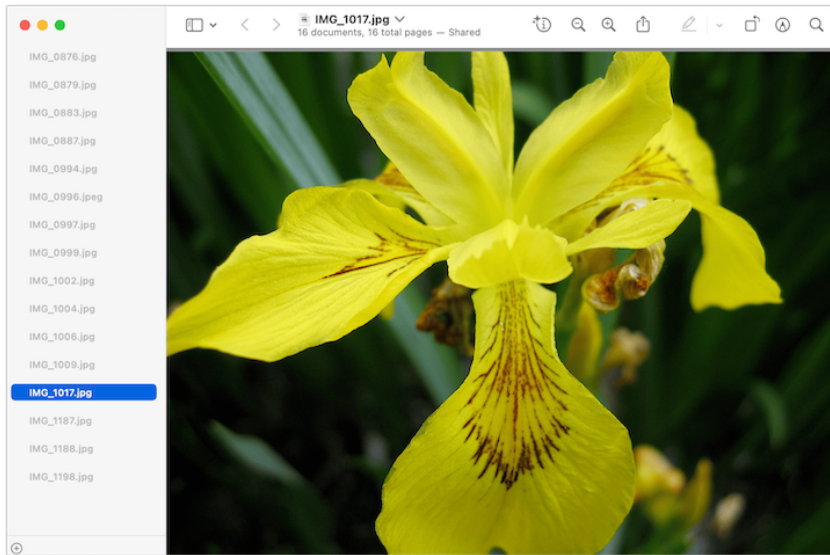 IMG_1017.jpg
16 documents, 16 total pages — Shared
IMG_0876.jpg
IMG_0879.jpg
IMG_0883.jpg
IMG_0887.jpg
IMG_0994.jpg
IMG_0996.jpeg
IMG_0997.jpg
IMG_0999.jpg
IMG_1002.jpg
IMG_1004.jpg
IMG_1006.jpg
IMG_1009.jpg
IMG_1017.jpg
IMG_1187.jpg
IMG_1188.jpg
IMG_1198.jpg